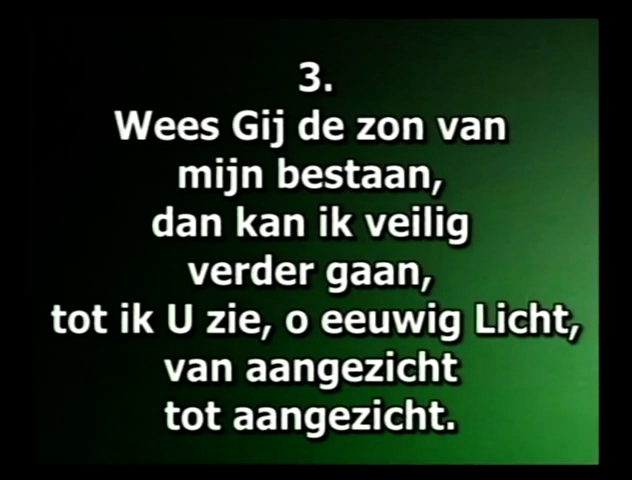 3.
Wees Gij de zon van
mijn bestaan,
dan kan ik veilig
verder gaan,
tot ik U zie, o eeuwig Licht,
van aangezicht
tot aangezicht.